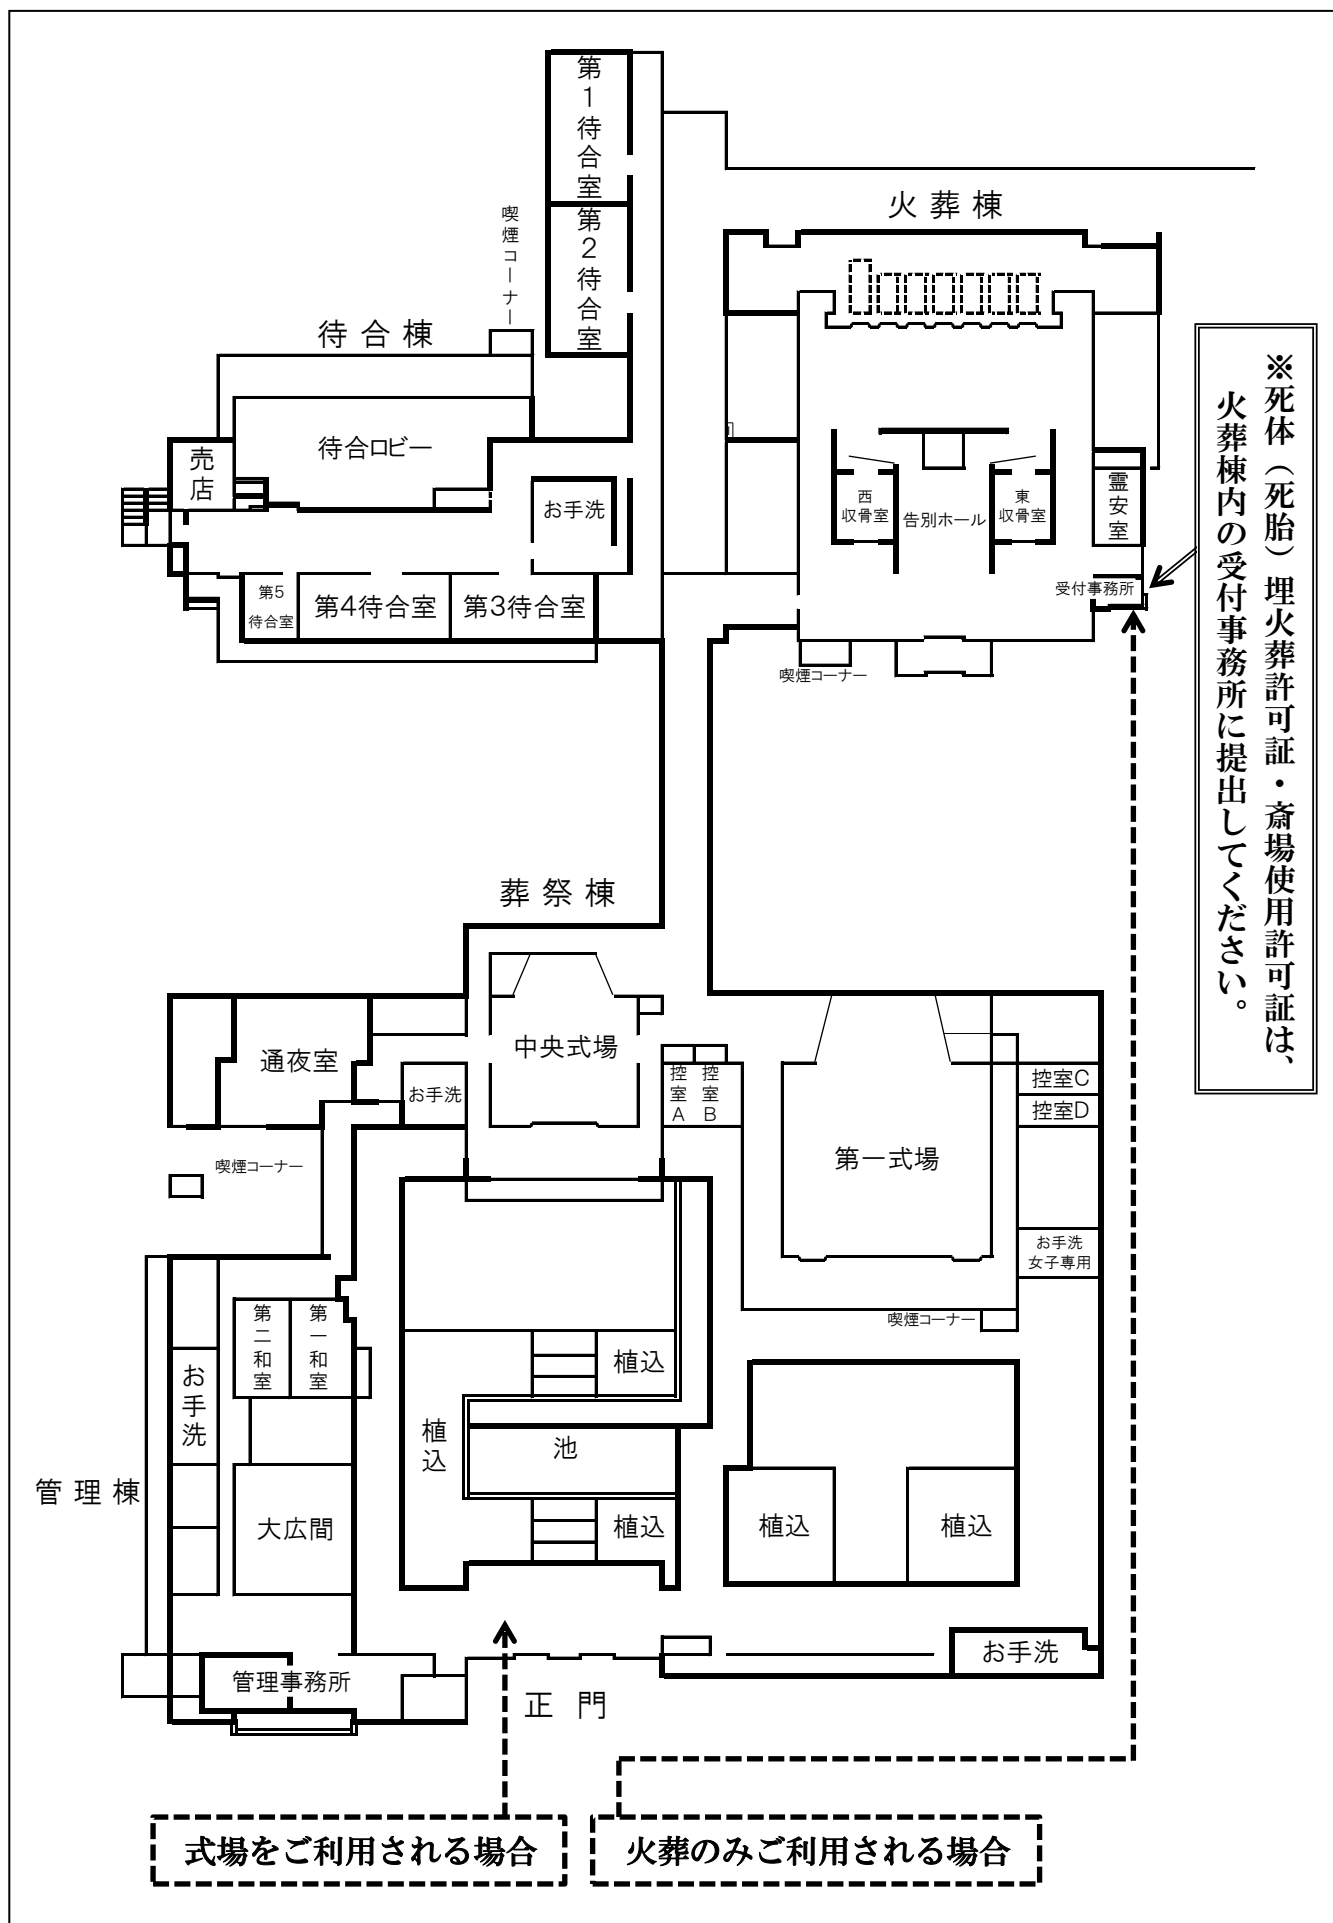 第1待合室
第2待合室
喫煙コーナー
待合棟
火葬棟
売店
待合ロビー
お手洗
第5
待合室
第4待合室
第3待合室
西
収骨室
告別ホール
東
収骨室
霊安室
受付事務所
喫煙コーナー
※死体（死胎）埋火葬許可証・斎場使用許可証は、
火葬棟内の受付事務所に提出してください。
葬祭棟
通夜室
中央式場
お手洗
控室A
控室B
控室C
控室D
第一式場
喫煙コーナー
お手洗
女子専用
喫煙コーナー
第二和室
第一和室
お手洗
植込
植込
池
管理棟
大広間
植込
植込
植込
お手洗
管理事務所
正門
式場をご利用される場合
火葬のみご利用される場合